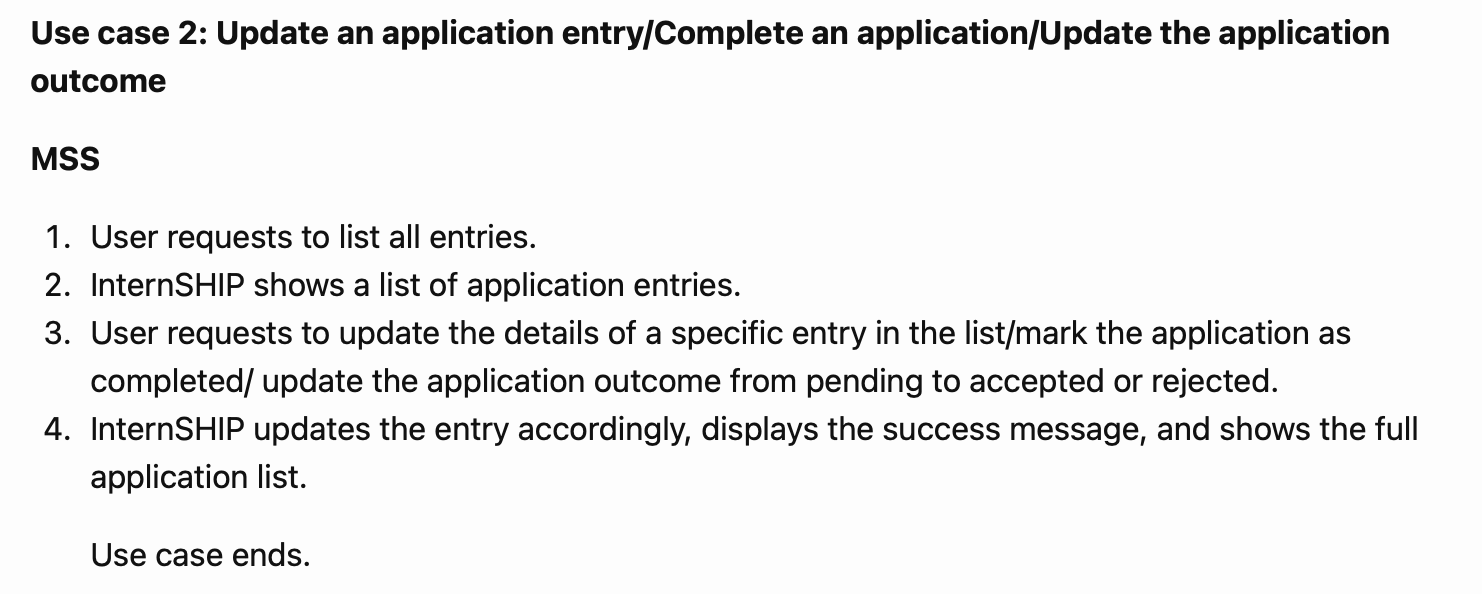 Use case 2: Update an application entry/Complete an application/Update the application
outcome
MSS
1. User requests to list all entries.
2. InternSHIP shows a list of application entries.
3. User requests to update the details of a specific entry in the list/mark the application as
completed/ update the application outcome from pending to accepted or rejected.
4. InternSHIP updates the entry accordingly, displays the success message, and shows the full
application list.
Use case ends.